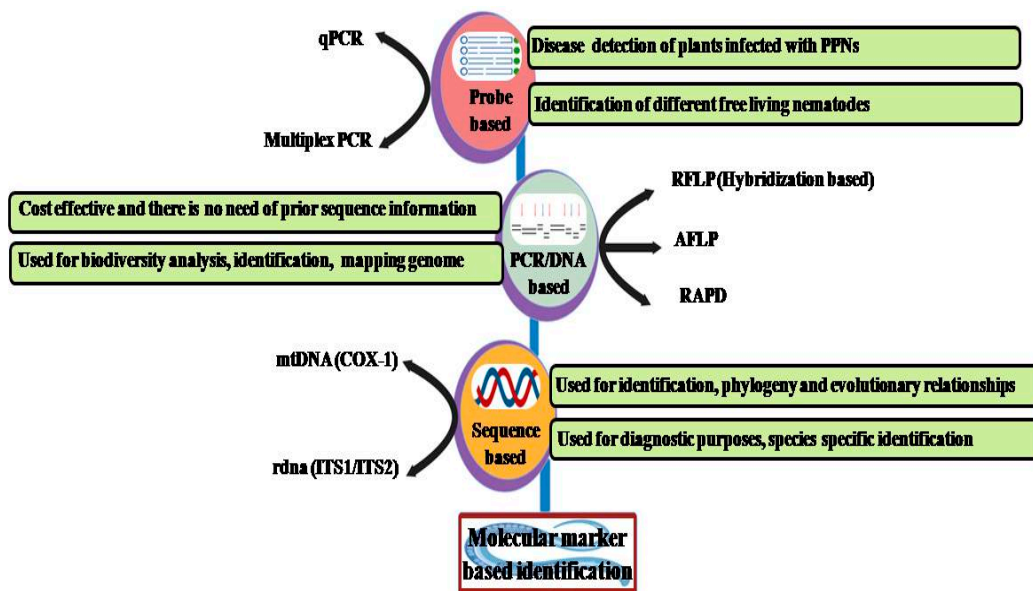 qPCR
Multiplex PCR
Probe
based
Disease detection of plants infected with PPNs
Identification of different free living nematodes
Cost effective and there is no need of prior sequence information
Used for biodiversity analysis, identification, mapping genome
PCR/DNA
based
RFLP (Hybridization based)
AFLP
RAPD
mtDNA (COX-1)
rdna (ITS1/ITS2)
Sequence
based
Used for identification, phylogeny and evolutionary relationships
Used for diagnostic purposes, species specific identification
Molecular marker
based identification